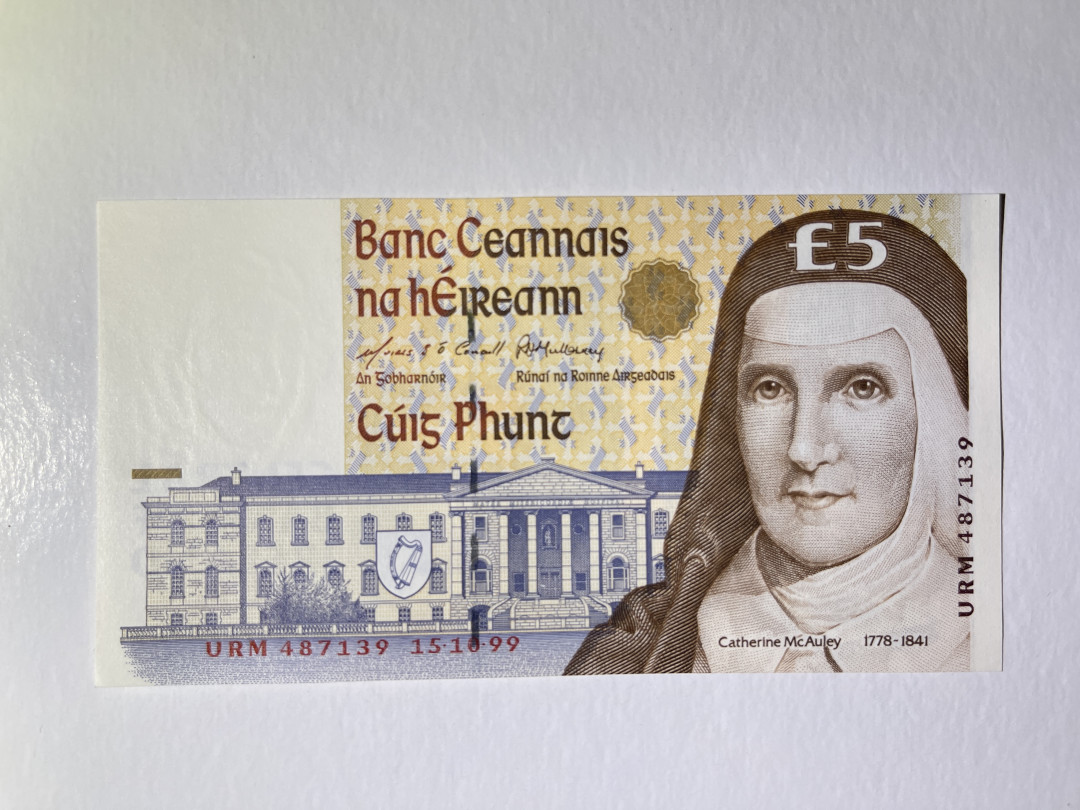 Banc Ceannais
na hÉireann
£5
An Gobharnóir
Rúnaí na Roinne Airgeadais
Cúig Phunt
URM 487139 15·10·99
Catherine McAuley 1778-1841
URM 487139